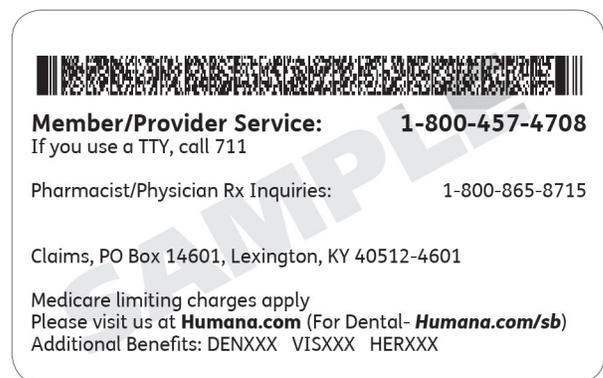 Member/Provider Service: 1-800-457-4708
If you use a TTY, call 711
Pharmacist/Physician Rx Inquiries: 1-800-865-8715
Claims, PO Box 14601, Lexington, KY 40512-4601
Medicare limiting charges apply
Please visit us at Humana.com (For Dental- Humana.com/sb)
Additional Benefits: DENXXX VISXXX HERXXX
SAMPLE